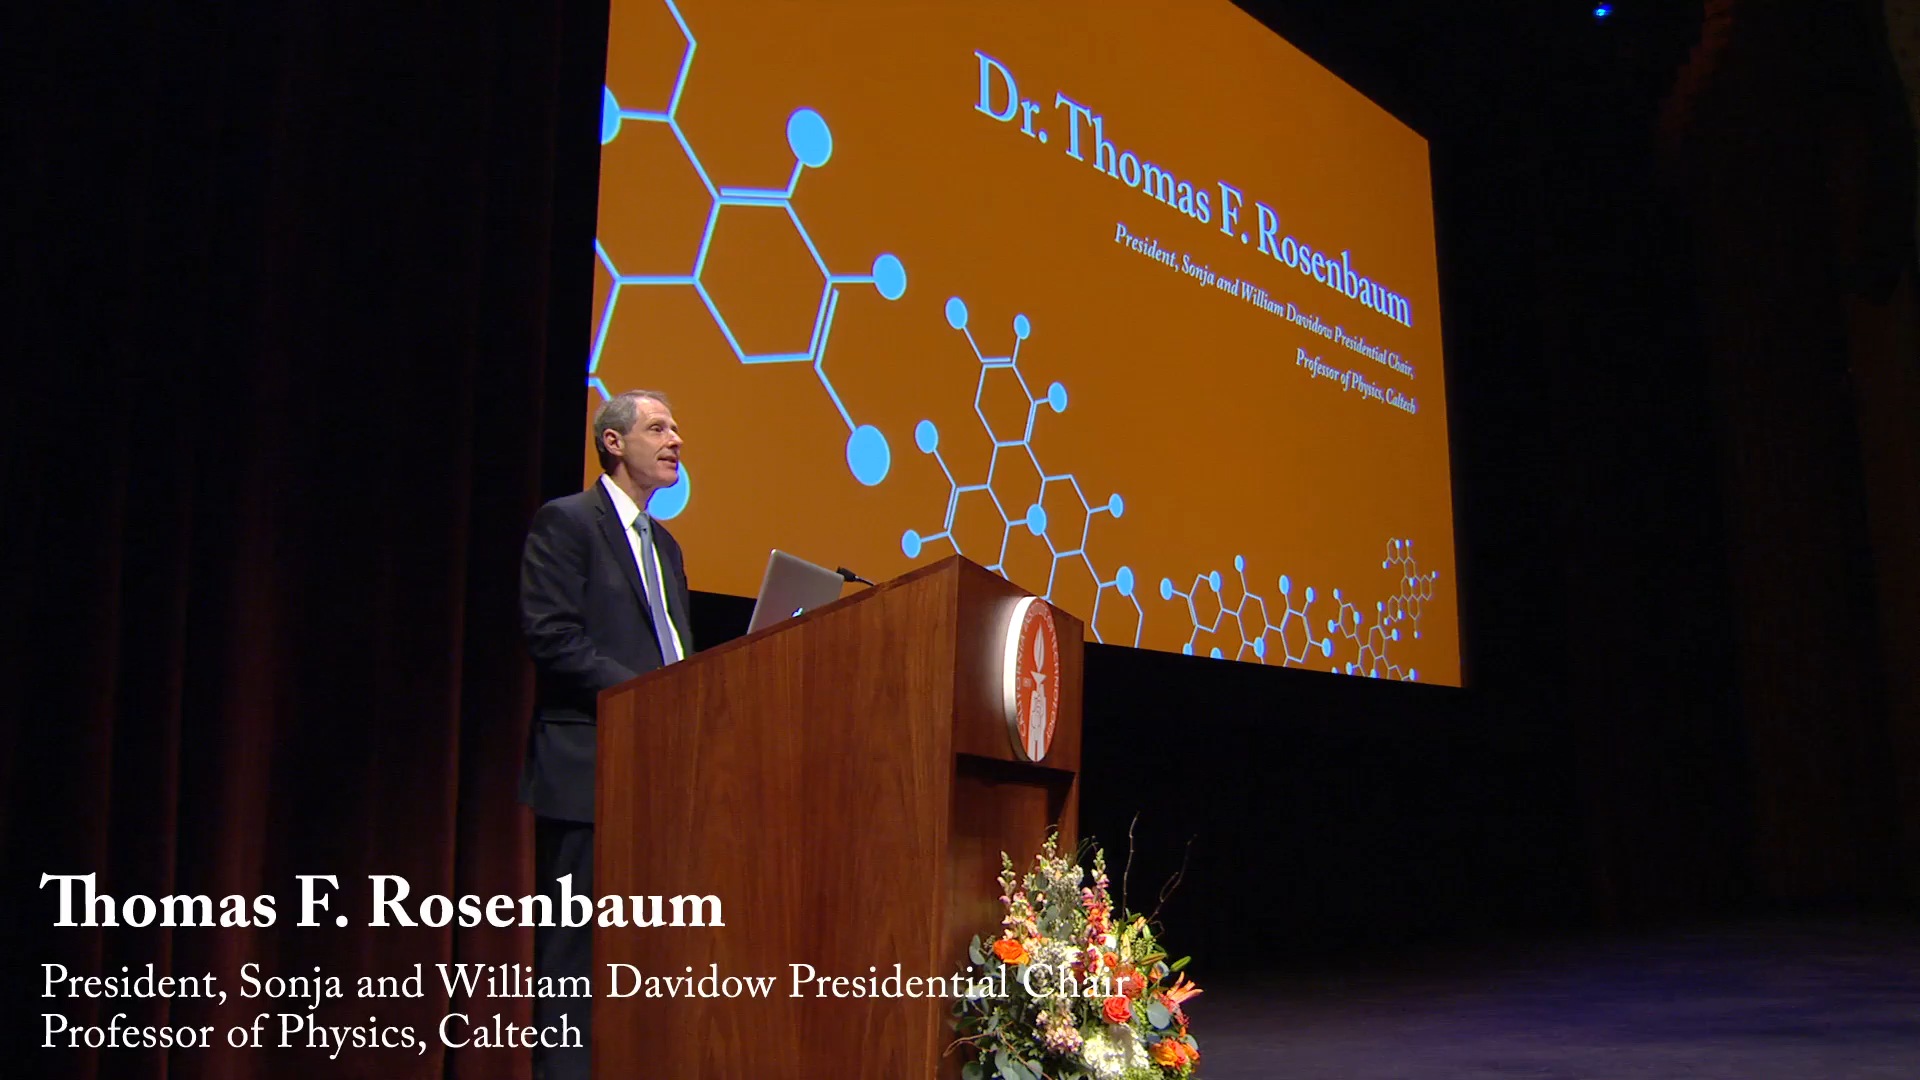 Dr. Thomas F. Rosenbaum
President, Sonja and William Davidow Presidential Chair,
Professor of Physics, Caltech
Thomas F. Rosenbaum
President, Sonja and William Davidow Presidential Chair
Professor of Physics, Caltech